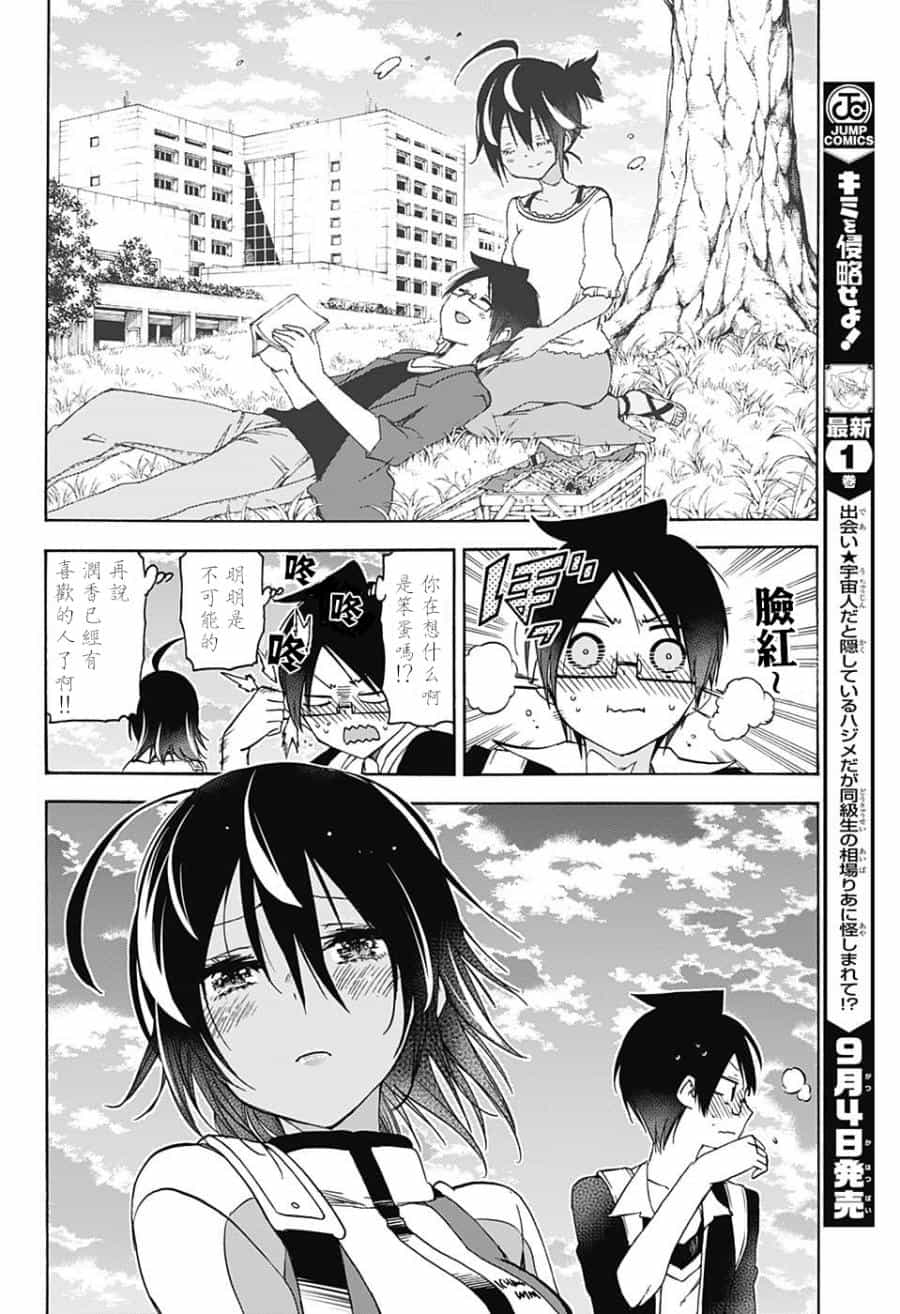 JUMP
COMICS
キミを侵略せよ!
最新
1
巻
出会い★宇宙人だと隠しているハジメだが同級生の相場りあに怪しまれて!?
9月4日発売
臉紅~
你在想什么啊
是笨蛋嗎!?
咚
咚
咚
明明是
不可能的
再說
潤香已經有
喜歡的人了啊!!